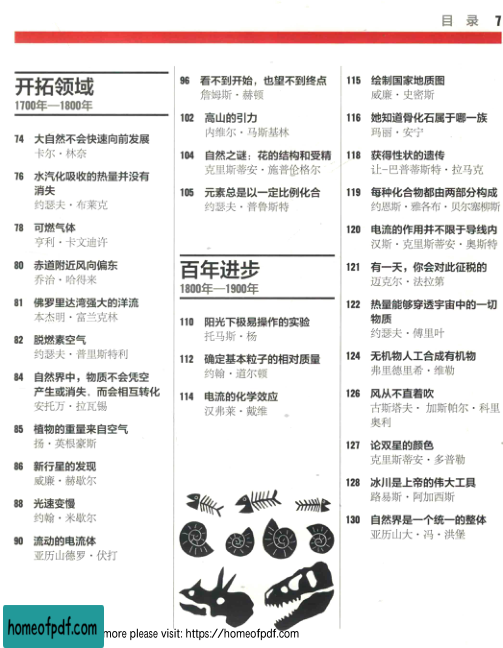 目 录 7
开拓领域
1700年—1800年
74 大自然不会快速向前发展
卡尔·林奈
76 水汽化吸收的热量并没有
消失
约瑟夫·布莱克
78 可燃气体
亨利·卡文迪许
80 赤道附近风向偏东
乔治·哈得来
81 佛罗里达湾强大的洋流
本杰明·富兰克林
82 脱燃素空气
约瑟夫·普里斯特利
84 自然界中，物质不会凭空
产生或消失，而会相互转化
安托万·拉瓦锡
85 植物的重量来自空气
扬·英根豪斯
86 新行星的发现
威廉·赫歇尔
88 光速变慢
约翰·米歇尔
90 流动的电流体
亚历山德罗·伏打
96 看不到开始，也望不到终点
詹姆斯·赫顿
102 高山的引力
内维尔·马斯基林
104 自然之谜：花的结构和受精
克里斯蒂安·施普伦格尔
105 元素总是以一定比例化合
约瑟夫·普鲁斯特
百年进步
1800年—1900年
110 阳光下极易操作的实验
托马斯·杨
112 确定基本粒子的相对质量
约翰·道尔顿
114 电流的化学效应
汉弗莱·戴维
115 绘制国家地质图
威廉·史密斯
116 她知道骨化石属于哪一族
玛丽·安宁
118 获得性状的遗传
让-巴普蒂斯特·拉马克
119 每种化合物都由两部分构成
约恩斯·雅各布·贝尔塞柳斯
120 电流的作用并不限于导线内
汉斯·克里斯蒂安·奥斯特
121 有一天，你会对此征税的
迈克尔·法拉第
122 热量能够穿透宇宙中的一切
物质
约瑟夫·傅里叶
124 无机物人工合成有机物
弗里德里希·维勒
126 风从不直着吹
古斯塔夫·加斯帕尔·科里
奥利
127 论双星的颜色
克里斯蒂安·多普勒
128 冰川是上帝的伟大工具
路易斯·阿加西斯
130 自然界是一个统一的整体
亚历山大·冯·洪堡
homeofpdf.com
more please visit: https://homeofpdf.com